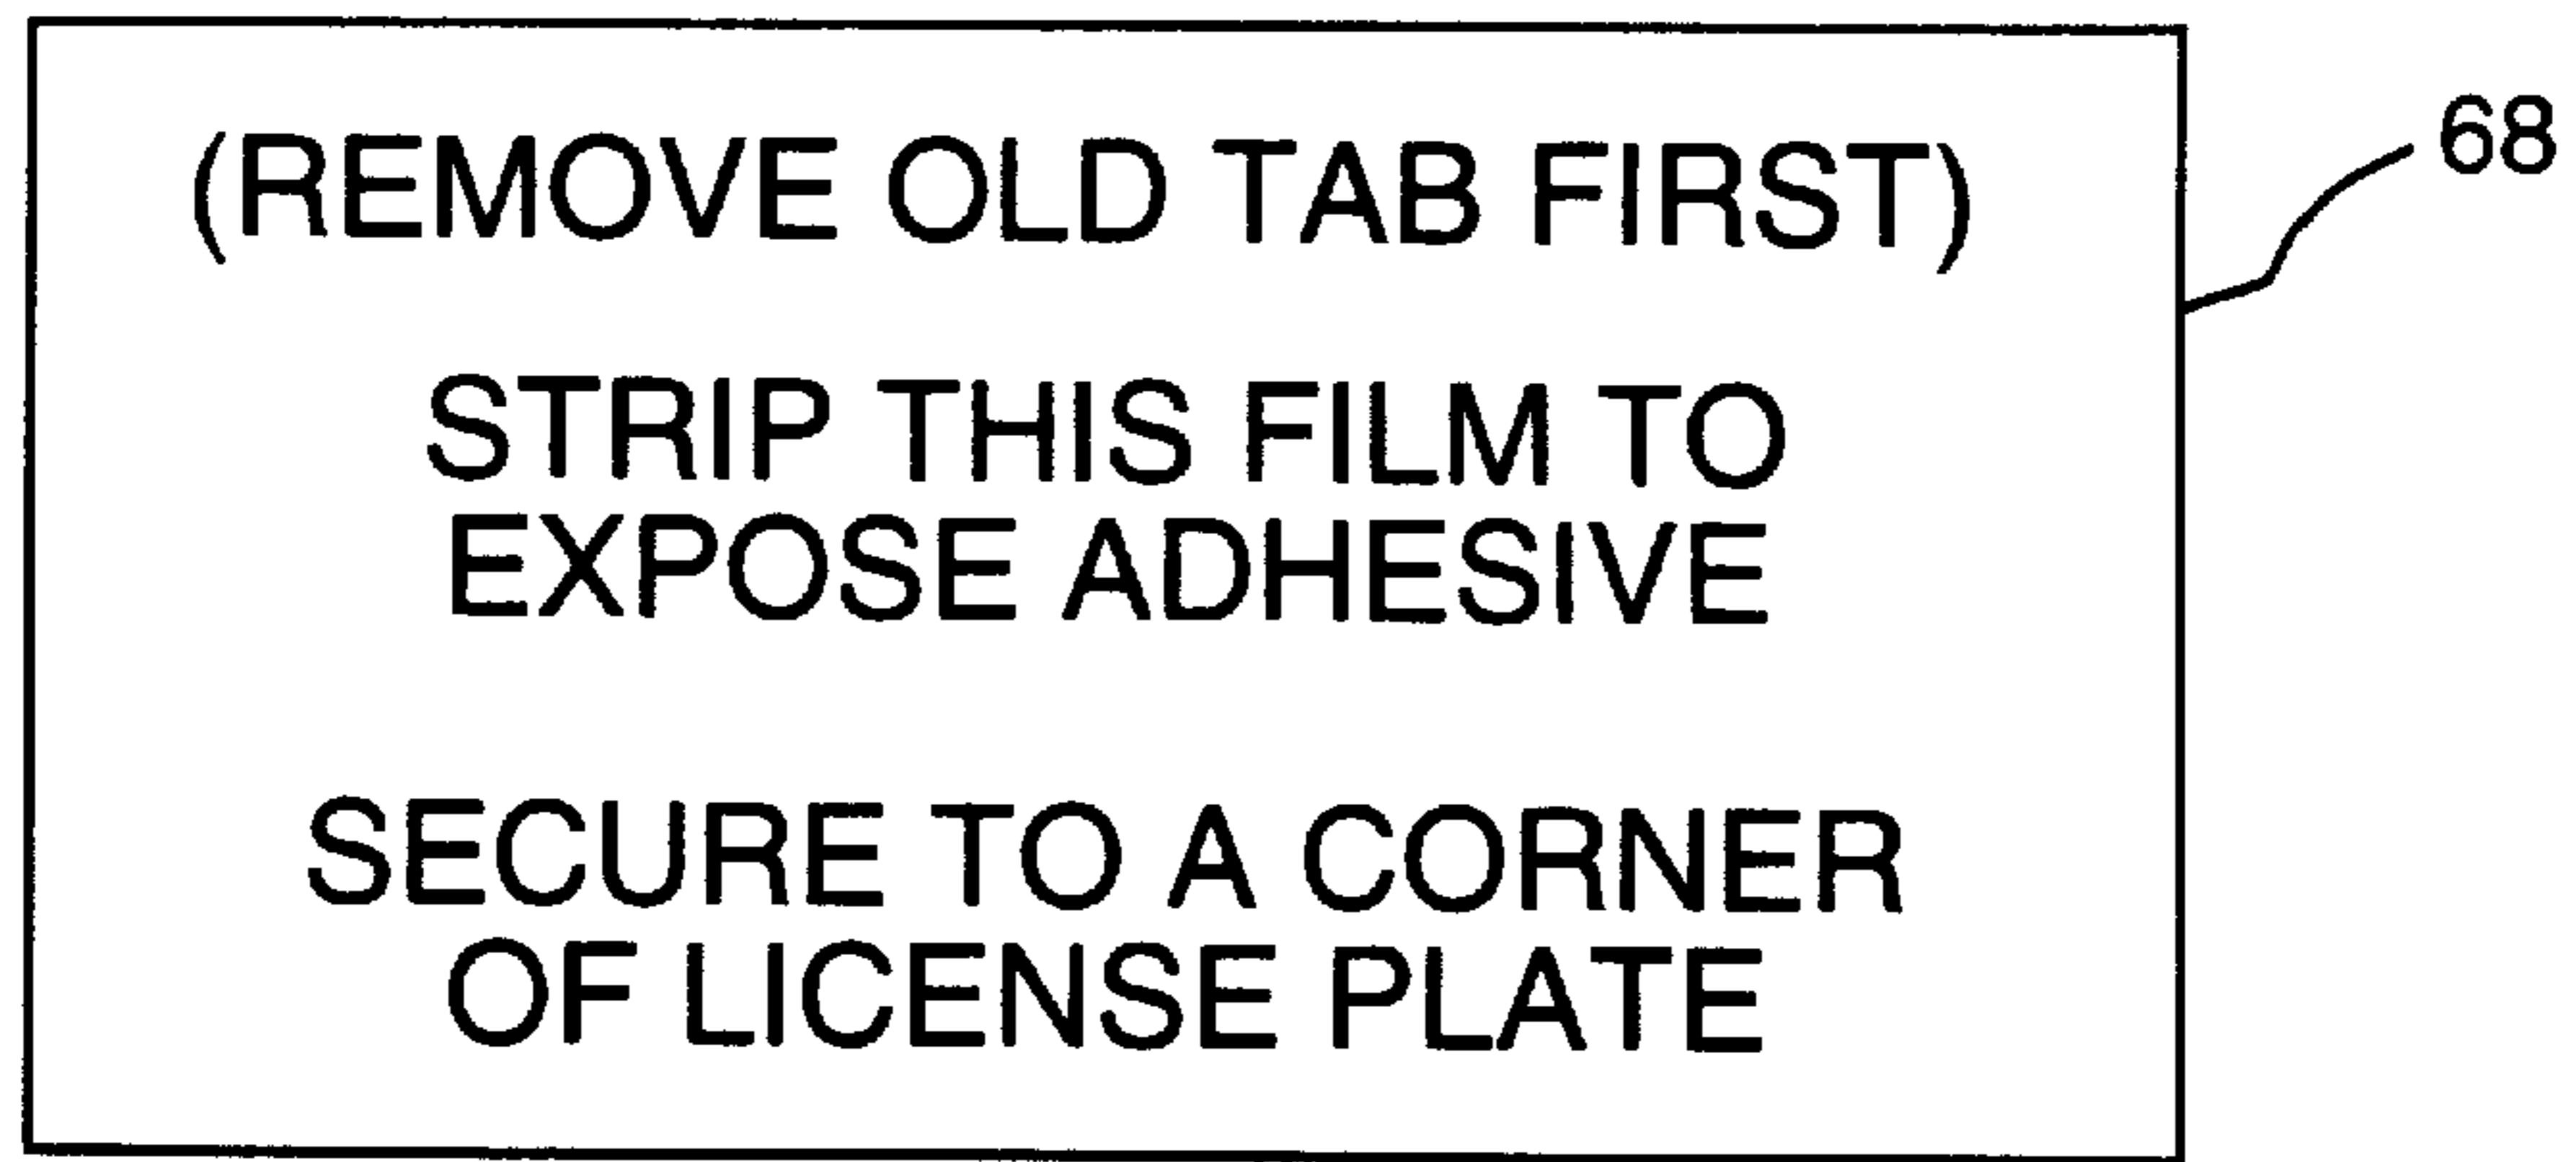 (REMOVE OLD TAB FIRST)
68
STRIP THIS FILM TO
EXPOSE ADHESIVE
SECURE TO A CORNER
OF LICENSE PLATE